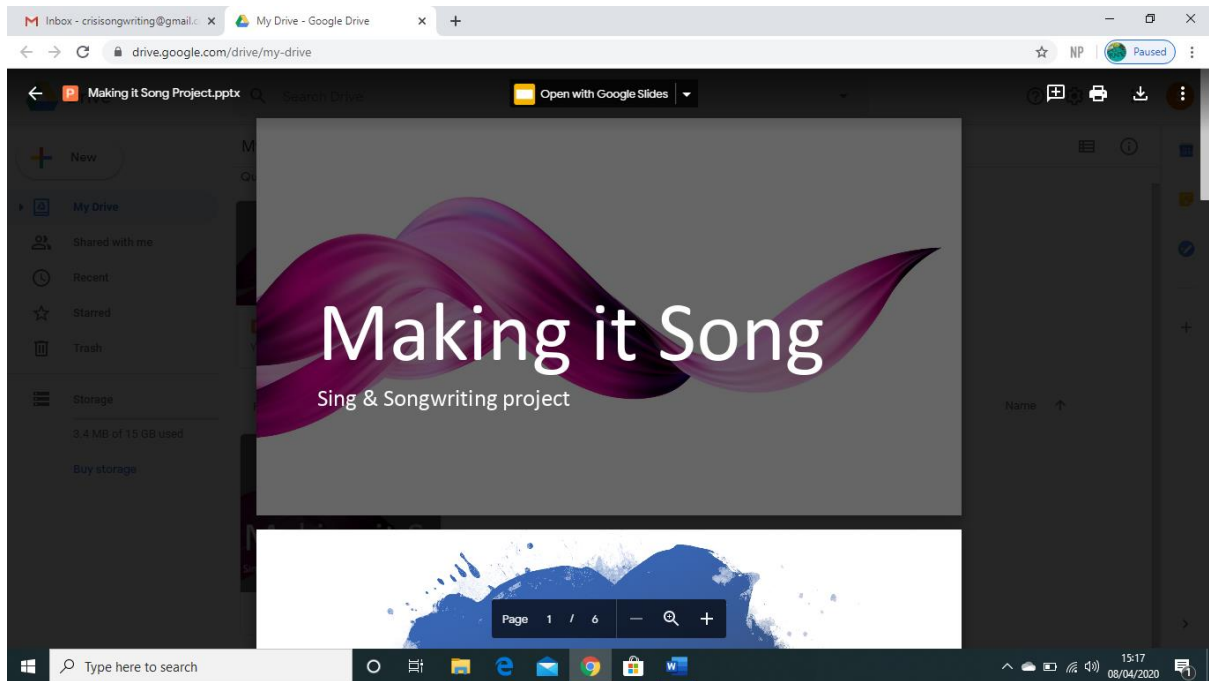 Inbox - crisisongwriting@gmail.c
My Drive - Google Drive
drive.google.com/drive/my-drive
NP
Paused
P
Making it Song Project.pptx
Search Drive
Open with Google Slides
New
My Drive
Shared with me
Recent
Starred
Trash
Storage
3.4 MB of 15 GB used
Buy storage
Name
Making it Song
Sing & Songwriting project
Page 1 / 6
Type here to search
15:17
08/04/2020